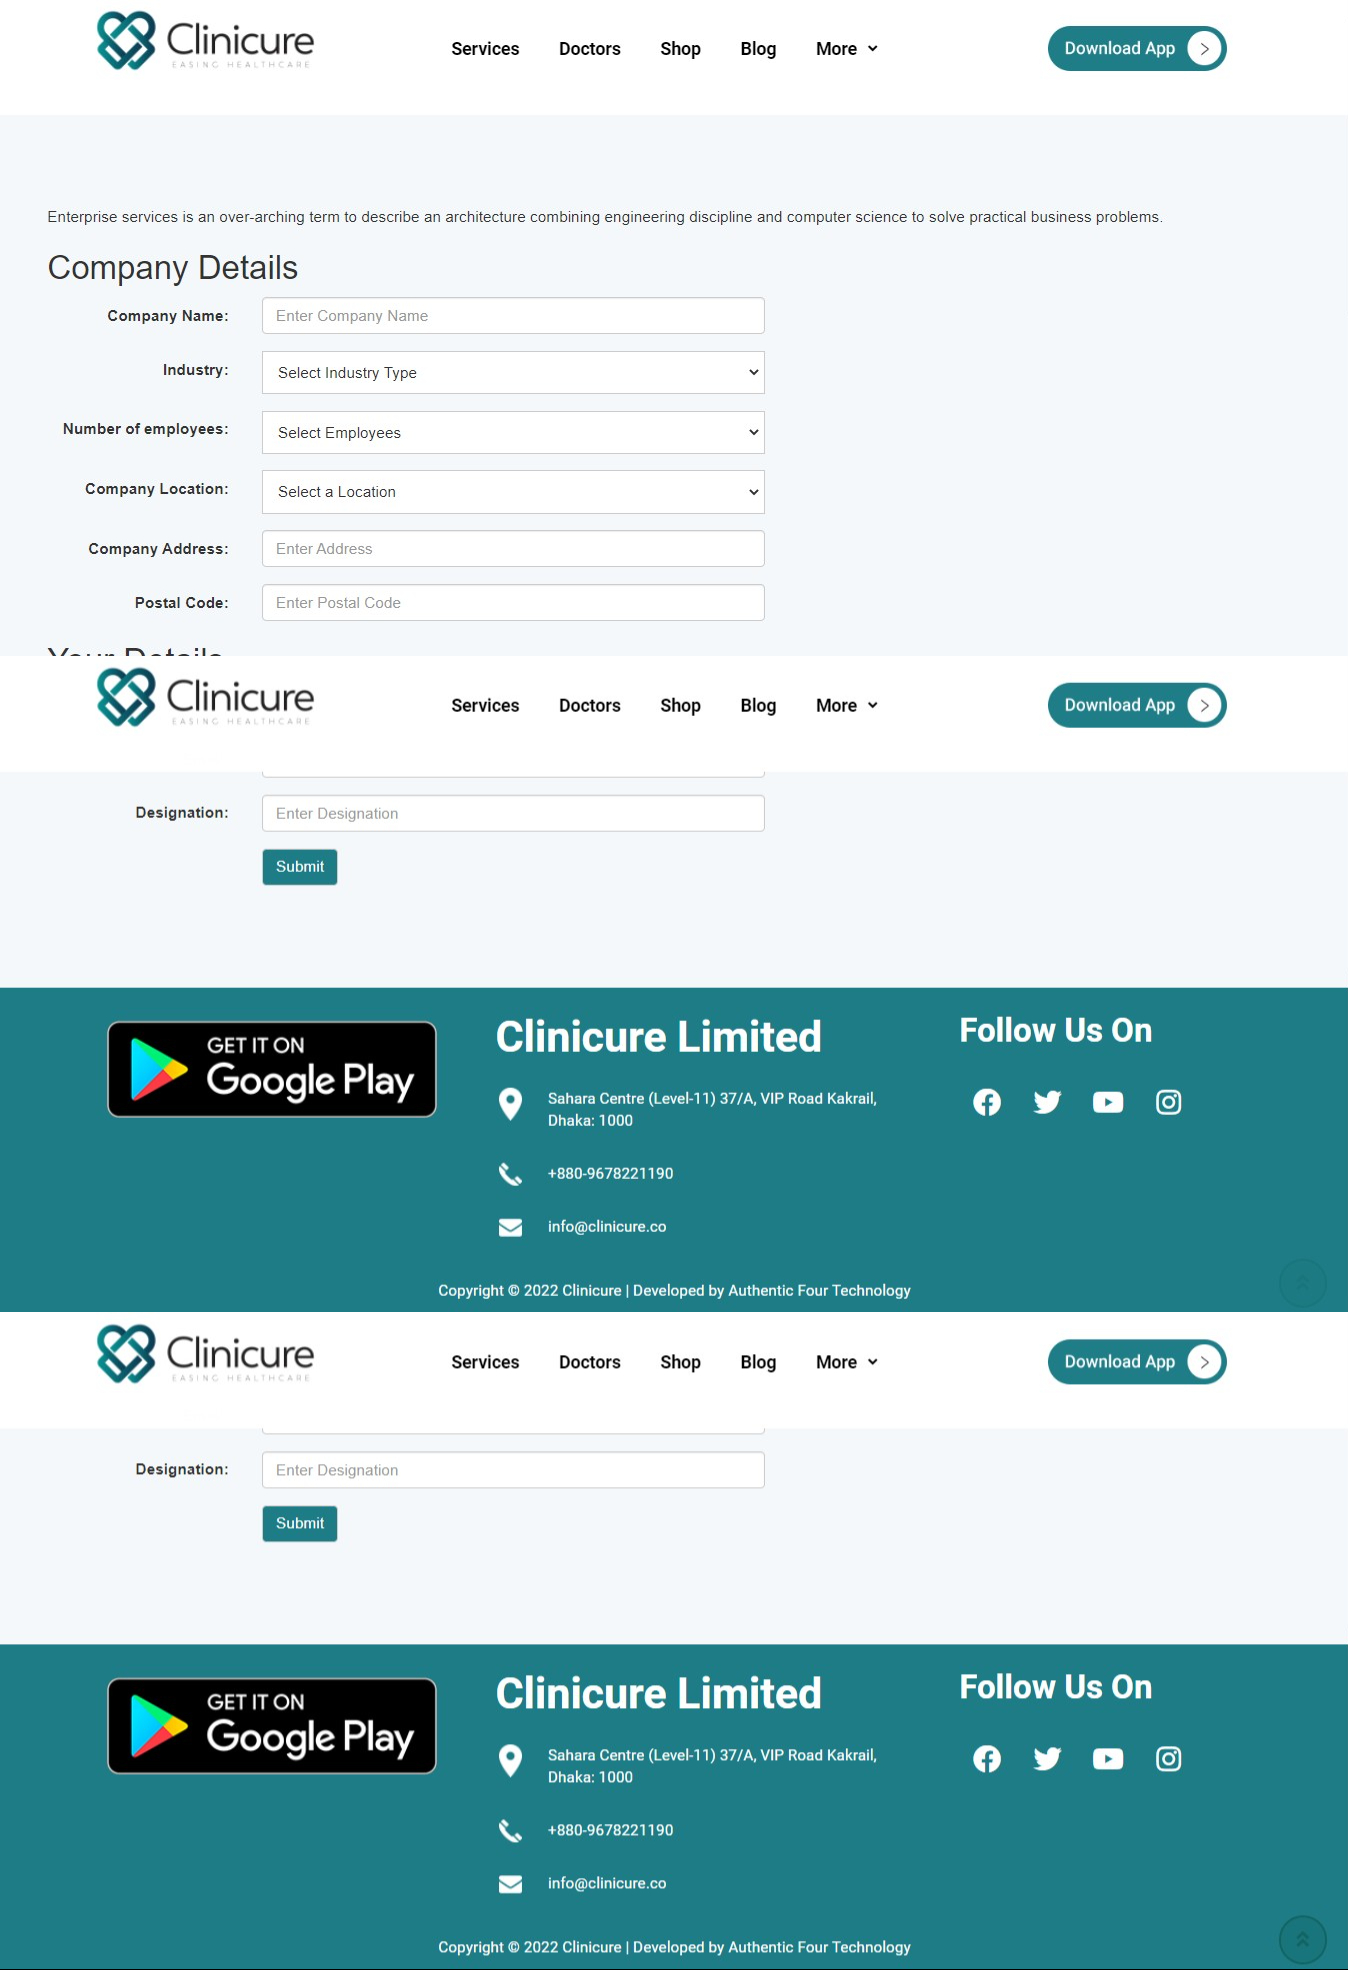 Clinicure
EASING HEALTHCARE
Services Doctors Shop Blog More
Download App
Enterprise services is an over-arching term to describe an architecture combining engineering discipline and computer science to solve practical business problems.
Company Details
Company Name: Enter Company Name
Industry: Select Industry Type
Number of employees: Select Employees
Company Location: Select a Location
Company Address: Enter Address
Postal Code: Enter Postal Code
Your Details
Clinicure
EASING HEALTHCARE
Services Doctors Shop Blog More
Download App
Designation: Enter Designation
Submit
GET IT ON
Google Play
Clinicure Limited
Sahara Centre (Level-11) 37/A, VIP Road Kakrail,
Dhaka: 1000
+880-9678221190
info@clinicure.co
Follow Us On
Copyright © 2022 Clinicure | Developed by Authentic Four Technology
Clinicure
EASING HEALTHCARE
Services Doctors Shop Blog More
Download App
Designation: Enter Designation
Submit
GET IT ON
Google Play
Clinicure Limited
Sahara Centre (Level-11) 37/A, VIP Road Kakrail,
Dhaka: 1000
+880-9678221190
info@clinicure.co
Follow Us On
Copyright © 2022 Clinicure | Developed by Authentic Four Technology